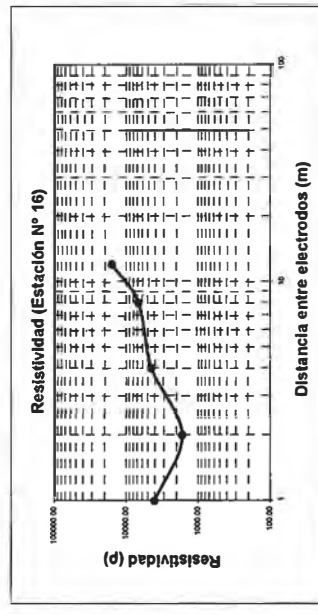 Resistividad (Estación N° 16)
Resistividad (ρ)
100000.00
10000.00
1000.00
100.00
1
10
100
Distancia entre electrodos (m)